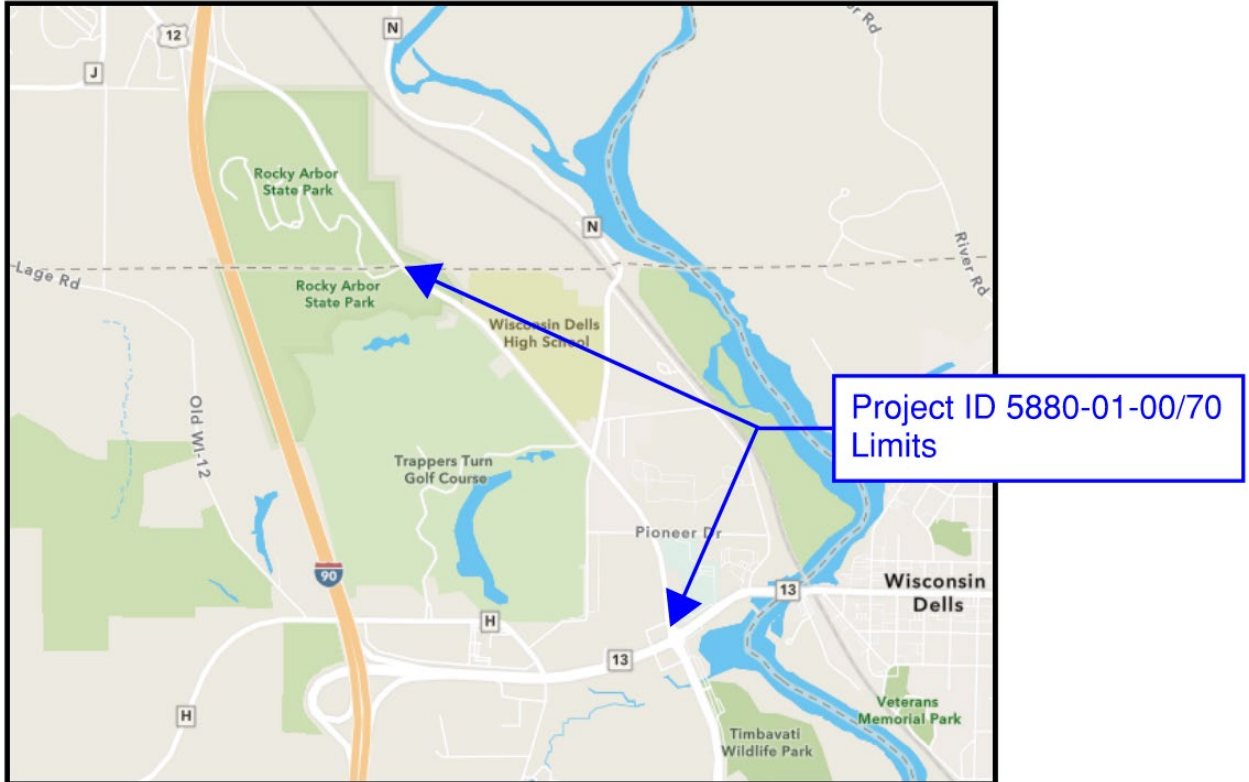 12
N
or Rd
J
Rocky Arbor
State Park
N
River Rd
Lage Rd
Rocky Arbor
State Park
Wisconsin Dells
High School
Project ID 5880-01-00/70
Limits
Old WI-12
Trappers Turn
Golf Course
Pioneer Dr
90
13
Wisconsin
Dells
H
13
H
Veterans
Memorial Park
Timbavati
Wildlife Park